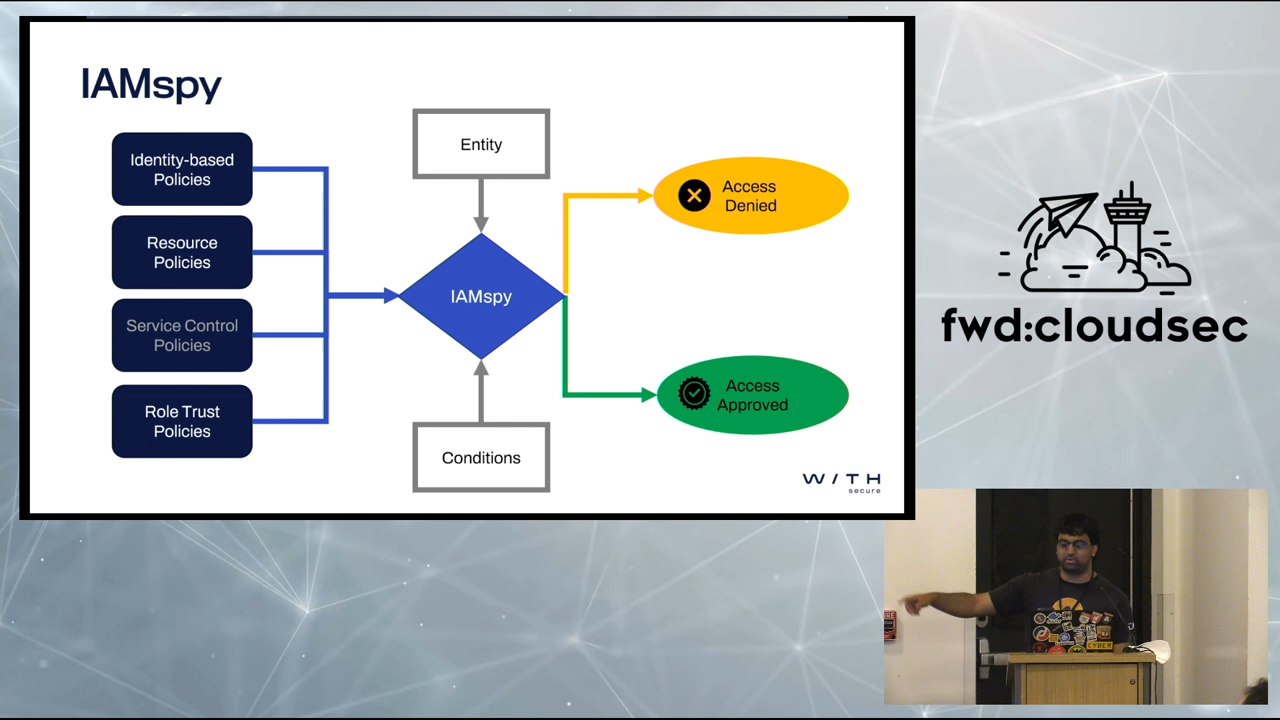 IAMspy
Identity-based
Policies
Resource
Policies
Service Control
Policies
Role Trust
Policies
Entity
IAMspy
Conditions
Access
Denied
Access
Approved
W/TH
secure
fwd:cloudsec
CYBER